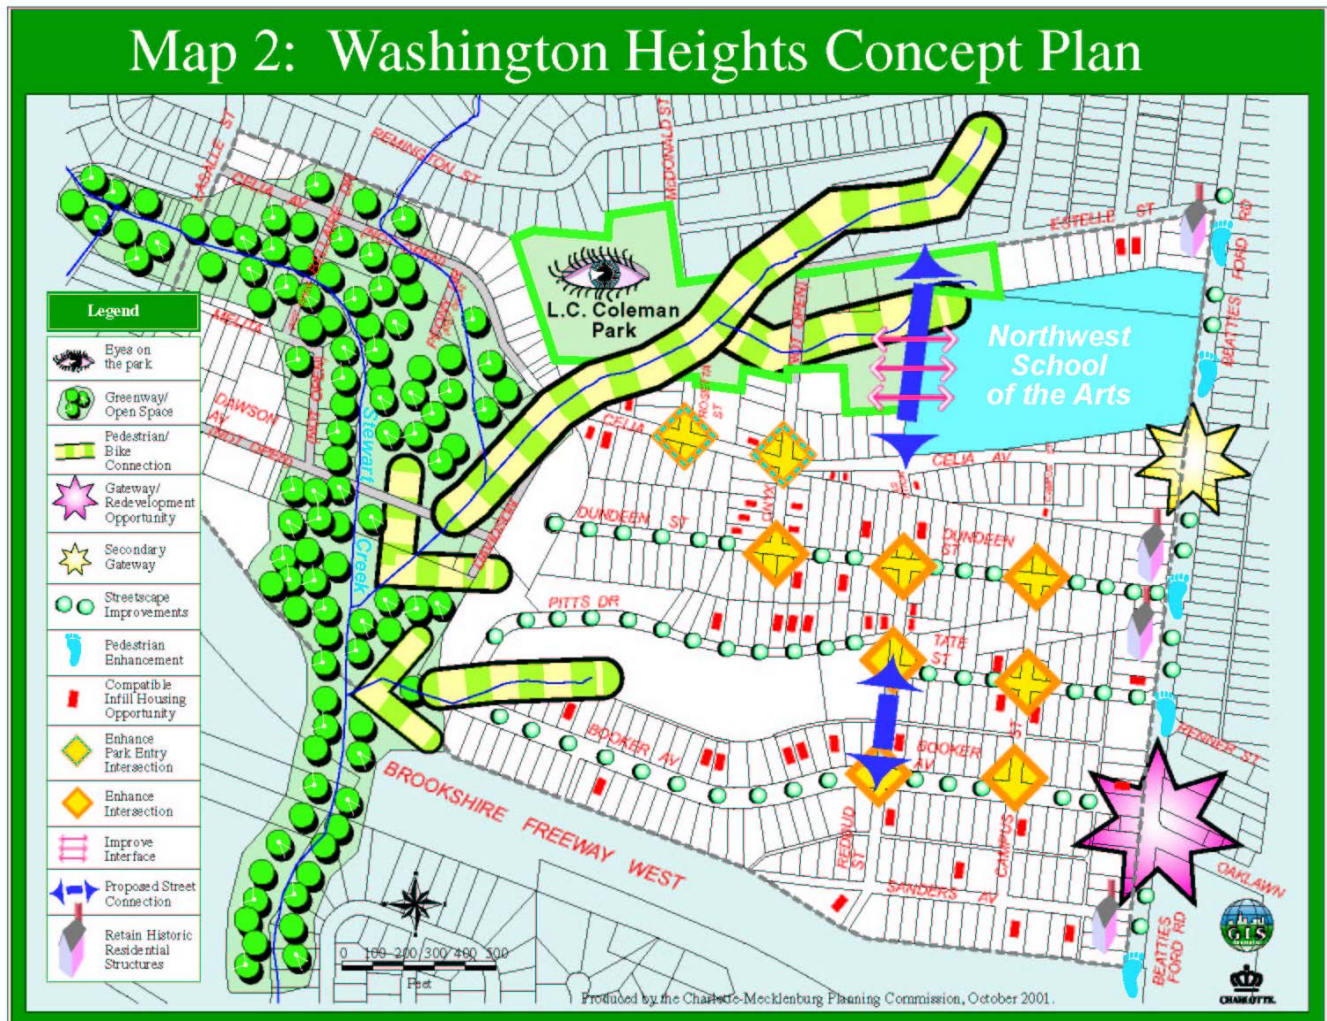 Map 2: Washington Heights Concept Plan
LASALLE ST
CELIA AV
REMINGTON ST
MCDONALD ST
ESTELLE ST
BEATTIES FORD RD
L.C. Coleman
Park
Northwest
School
of the Arts
Legend
Eyes on
the park
Greenway/
Open Space
Pedestrian/
Bike
Connection
Gateway/
Redevelopment
Opportunity
Secondary
Gateway
Streetscape
Improvements
Pedestrian
Enhancement
Compatible
Infill Housing
Opportunity
Enhance
Park Entry
Intersection
Enhance
Intersection
Improve
Interface
Proposed Street
Connection
Retain Historic
Residential
Structures
MELITA
DAWSON
AV
Stewart
Creek
ROSETTA
ST
CELIA
CELIA AV
DUNDEEN ST
DUNDEEN
ST
PITTS DR
TATE
ST
BOOKER AV
BOOKER
AV
REDBUD
ST
CAMPUS
ST
SANDERS AV
RENNER ST
OAKLAWN
BEATTIES
FORD RD
BROOKSHIRE FREEWAY WEST
0 100 200 300 400 500
Feet
GIS
CHARLOTTE.
Produced by the Charlotte-Mecklenburg Planning Commission, October 2001.